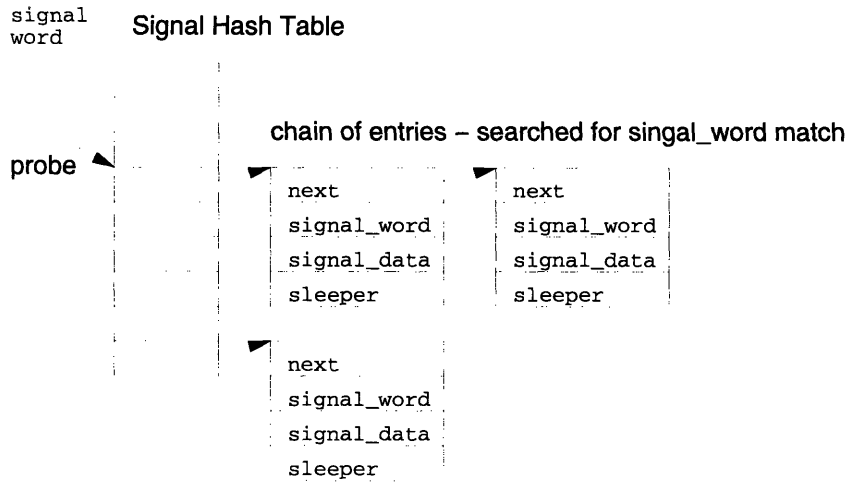 signal
word
Signal Hash Table
chain of entries – searched for singal_word match
probe
next
signal_word
signal_data
sleeper
next
signal_word
signal_data
sleeper
next
signal_word
signal_data
sleeper